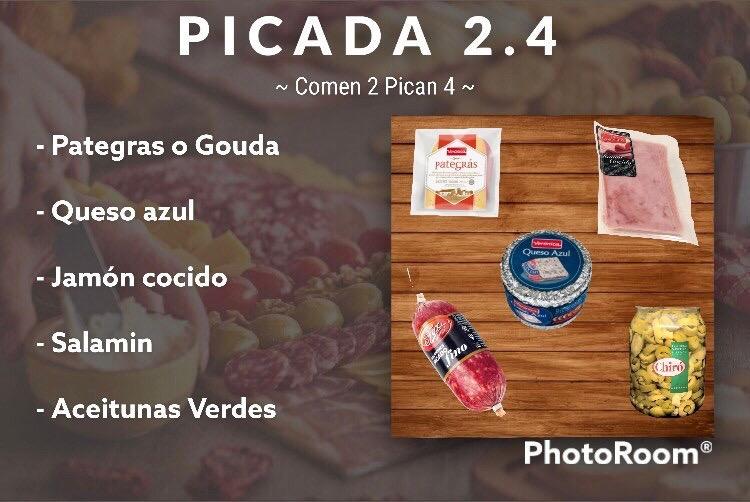 PICADA 2.4
~ Comen 2 Pican 4 ~
- Pategras o Gouda
- Queso azul
- Jamón cocido
- Salamin
- Aceitunas Verdes
Verónica
PATEGRÁS
Verónica
Queso Azul
Fino
Chiró
PhotoRoom®